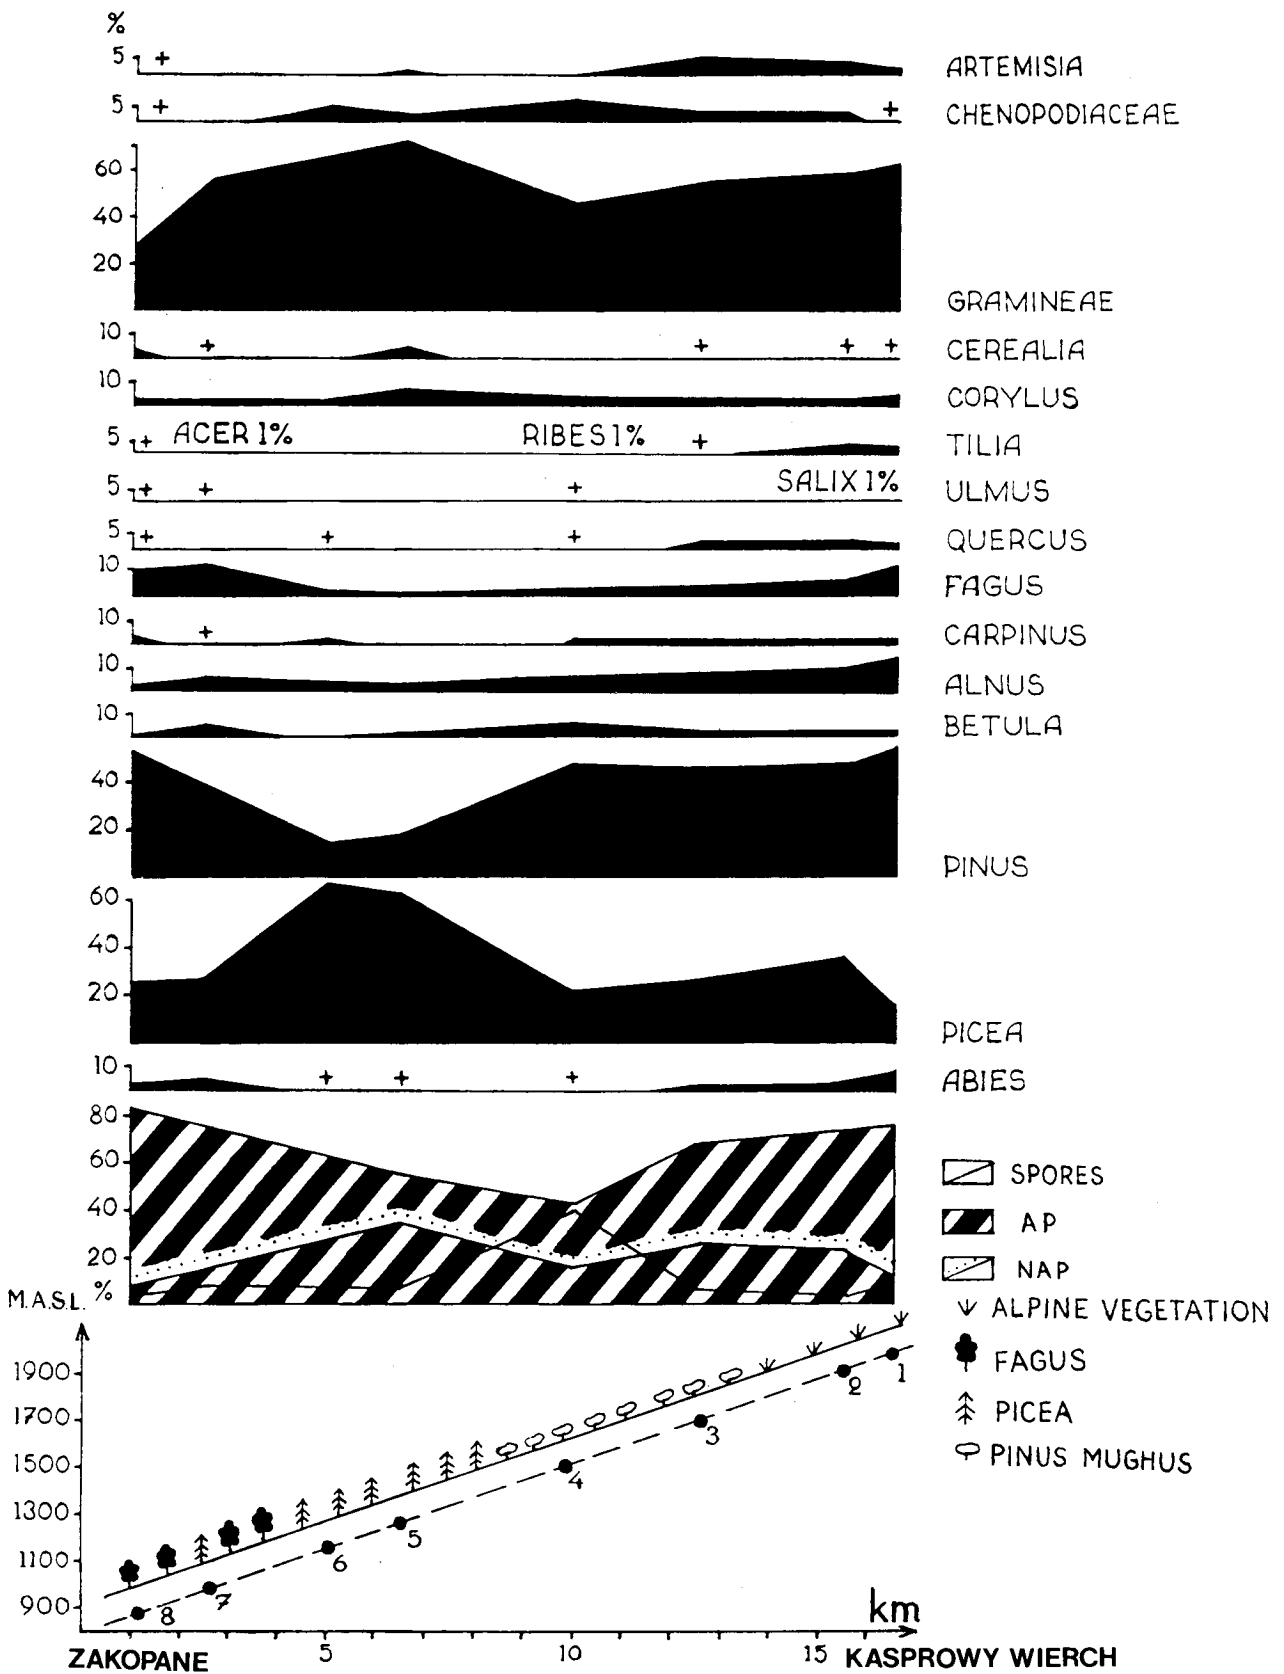 %
5 + ARTEMISIA
5 + + CHENOPODIACEAE
60
40
20
GRAMINEAE
10 + + + + CEREALIA
10 CORYLUS
5 + ACER 1% RIBES 1% + TILIA
5 + + + SALIX 1% ULMUS
5 + + + QUERCUS
10 FAGUS
10 + CARPINUS
10 ALNUS
10 BETULA
40
20
PINUS
60
40
20
PICEA
10 + + + ABIES
80
60
40
20
%
SPORES
AP
NAP
M.A.S.L.
ALPINE VEGETATION
FAGUS
PICEA
PINUS MUGHUS
1900
1700
1500
1300
1100
900
8 7 6 5 4 3 2 1
km
5 10 15
ZAKOPANE KASPROWY WIERCH